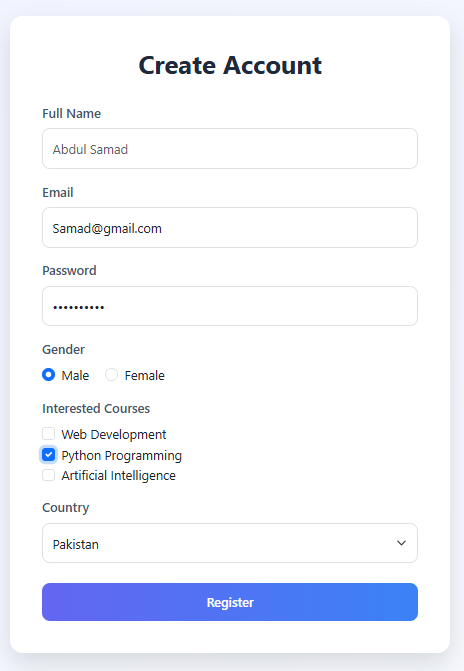 Create Account
Full Name
Abdul Samad
Email
Samad@gmail.com
Password
••••••••••
Gender
Male Female
Interested Courses
Web Development
Python Programming
Artificial Intelligence
Country
Pakistan
Register